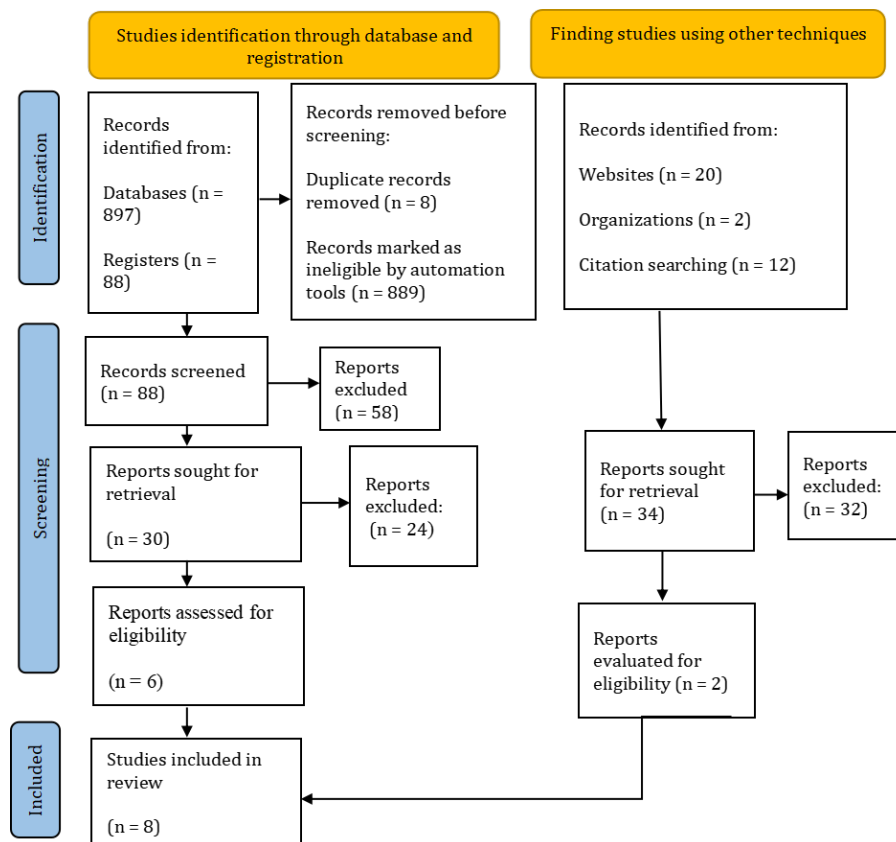 Studies identification through database and
registration
Finding studies using other techniques
Identification
Records
identified from:
Databases (n =
897)
Registers (n =
88)
Records removed before
screening:
Duplicate records
removed (n = 8)
Records marked as
ineligible by automation
tools (n = 889)
Records identified from:
Websites (n = 20)
Organizations (n = 2)
Citation searching (n = 12)
Screening
Records screened
(n = 88)
Reports
excluded
(n = 58)
Reports sought for
retrieval
(n = 30)
Reports
excluded:
(n = 24)
Reports sought
for retrieval
(n = 34)
Reports
excluded:
(n = 32)
Reports assessed for
eligibility
(n = 6)
Reports
evaluated for
eligibility (n = 2)
Included
Studies included in
review
(n = 8)